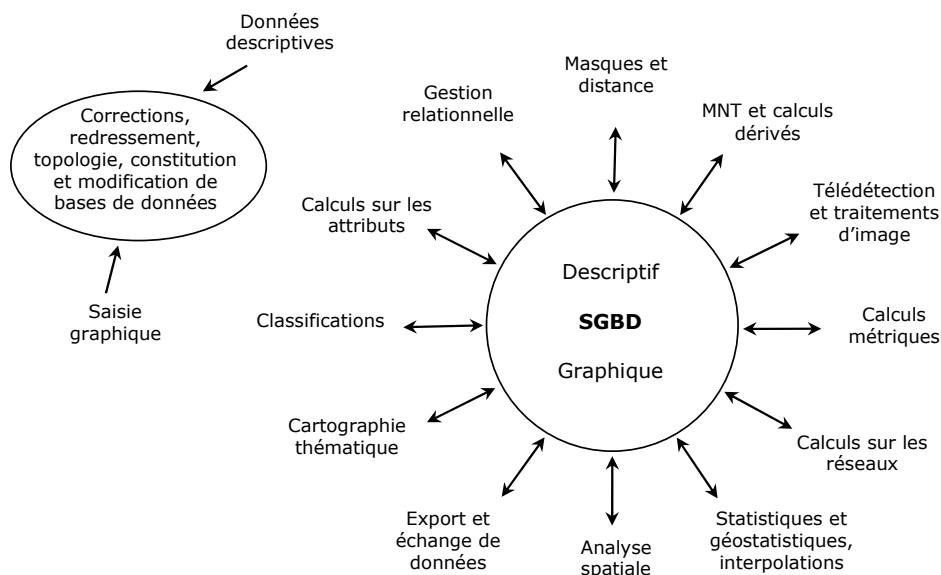 Données
descriptives
Corrections,
redressement,
topologie, constitution
et modification de
bases de données
Saisie
graphique
Masques et
distance
Gestion
relationnelle
MNT et calculs
dérivés
Calculs sur les
attributs
Télédétection
et traitements
d’image
Classifications
Descriptif
SGBD
Graphique
Calculs
métriques
Cartographie
thématique
Calculs sur les
réseaux
Export et
échange de
données
Analyse
spatiale
Statistiques et
géostatistiques,
interpolations